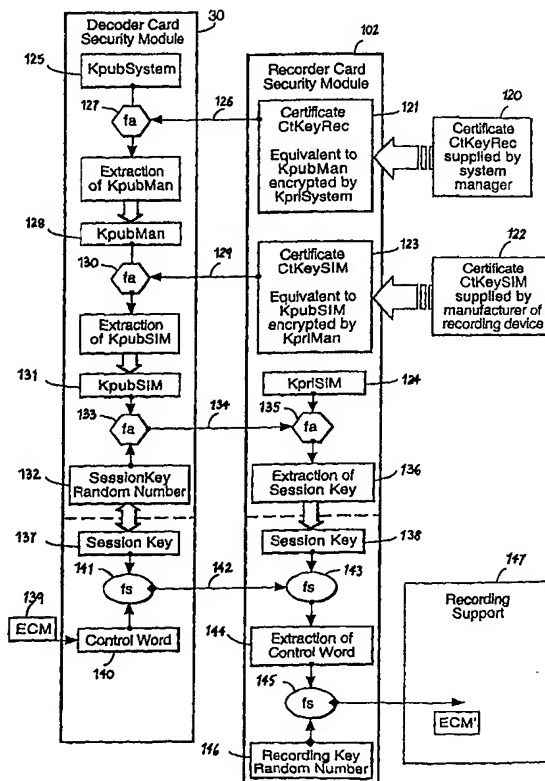 Decoder Card
Security Module
30
125
KpubSystem
127
fa
126
Extraction
of KpubMan
128
KpubMan
130
fa
129
Extraction
of KpubSIM
131
KpubSIM
133
fa
134
132
SessionKey
Random Number
137
Session Key
141
fs
142
139
ECM
Control Word
140
102
Recorder Card
Security Module
121
Certificate
CtKeyRec
Equivalent to
KpubMan
encrypted by
KpriSystem
123
Certificate
CtKeySIM
Equivalent to
KpubSIM
encrypted by
KpriMan
KpriSIM
124
135
fa
Extraction of
Session Key
136
Session Key
138
fs
143
144
Extraction of
Control Word
145
fs
146
Recording Key
Random Number
120
Certificate
CtKeyRec
supplied by
system
manager
122
Certificate
CtKeySIM
supplied by
manufacturer of
recording device
147
Recording
Support
ECM'